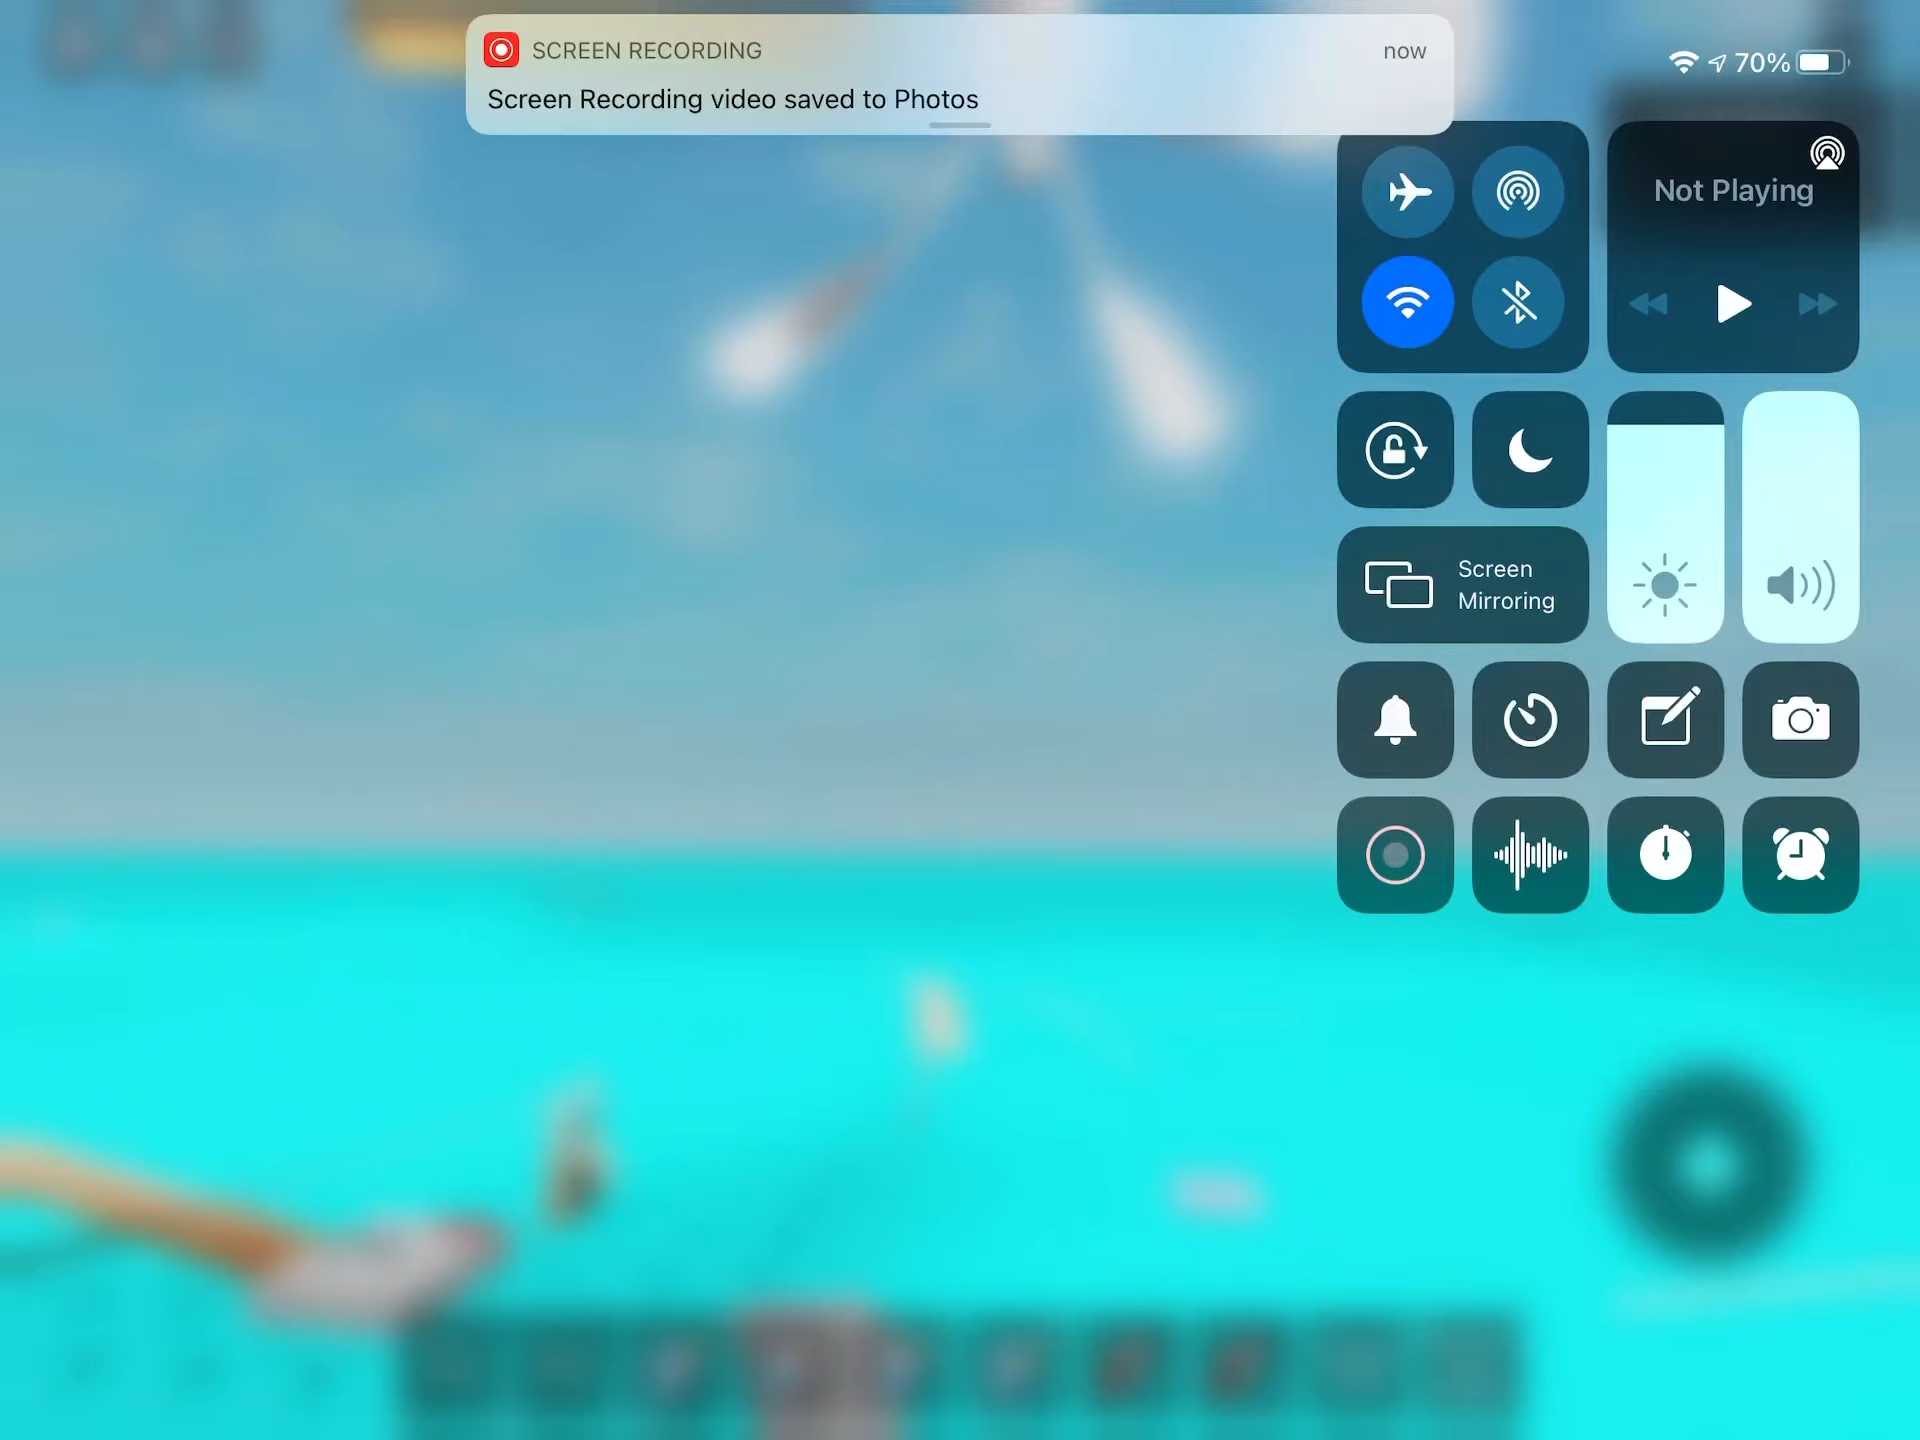 SCREEN RECORDING
now
Screen Recording video saved to Photos
70%
Not Playing
Screen
Mirroring